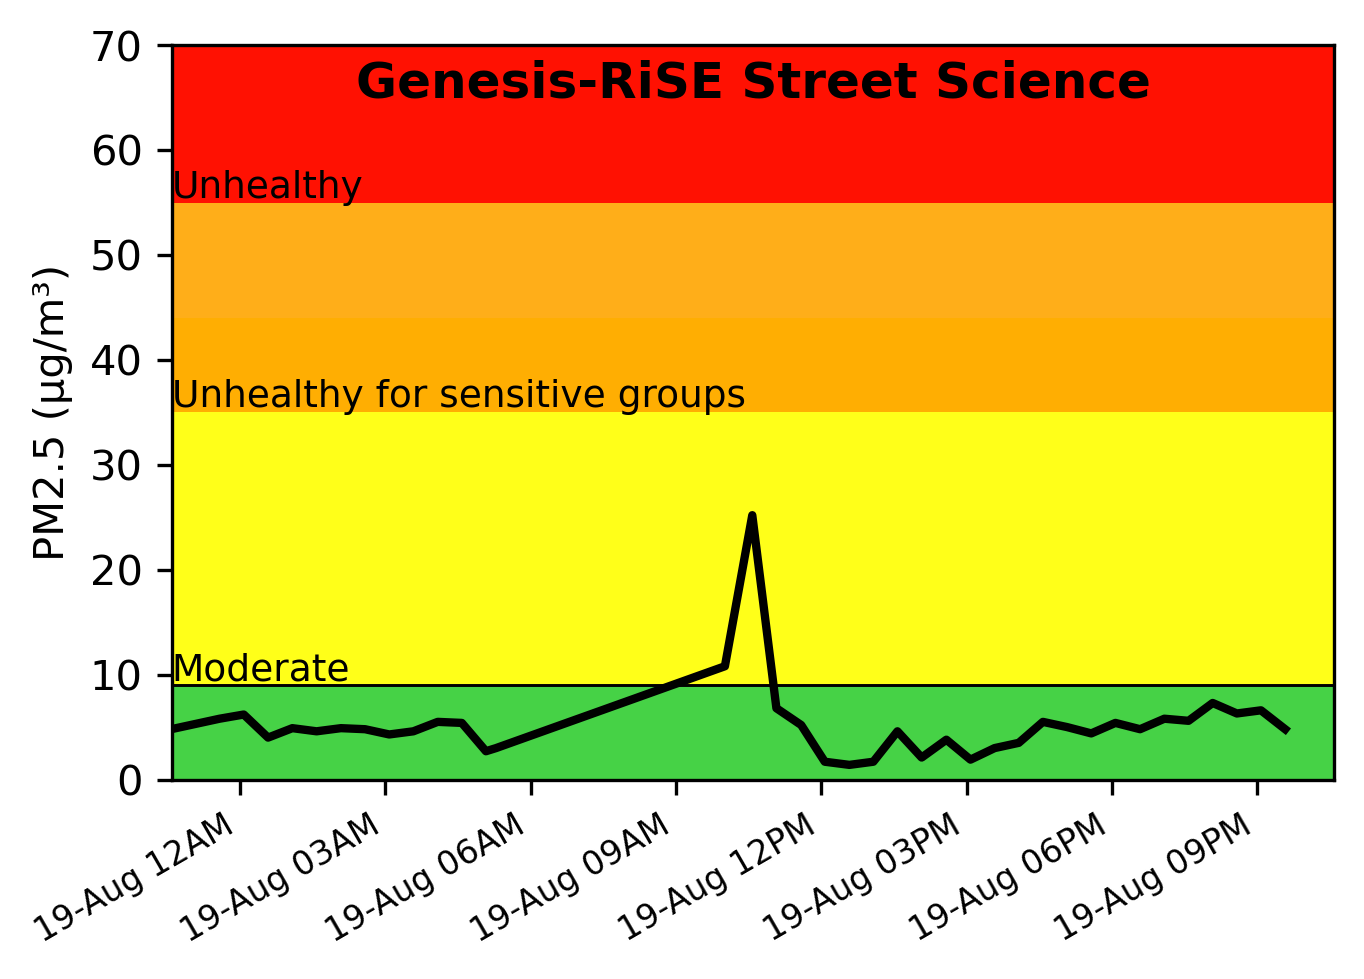 Genesis-RiSE Street Science
70
60
Unhealthy
50
40
Unhealthy for sensitive groups
30
20
Moderate
10
0
PM2.5 (µg/m³)
19-Aug 12AM
19-Aug 03AM
19-Aug 06AM
19-Aug 09AM
19-Aug 12PM
19-Aug 03PM
19-Aug 06PM
19-Aug 09PM